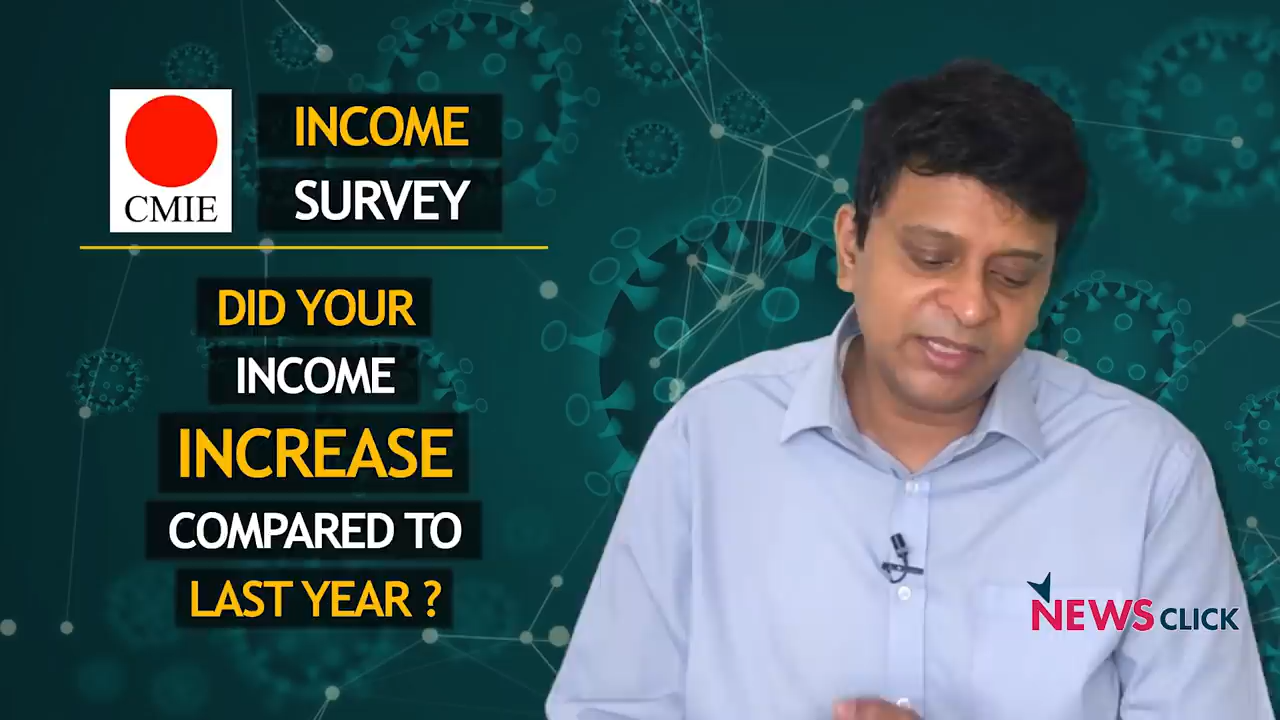 CMIE
INCOME
SURVEY
DID YOUR
INCOME
INCREASE
COMPARED TO
LAST YEAR ?
NEWSCLICK